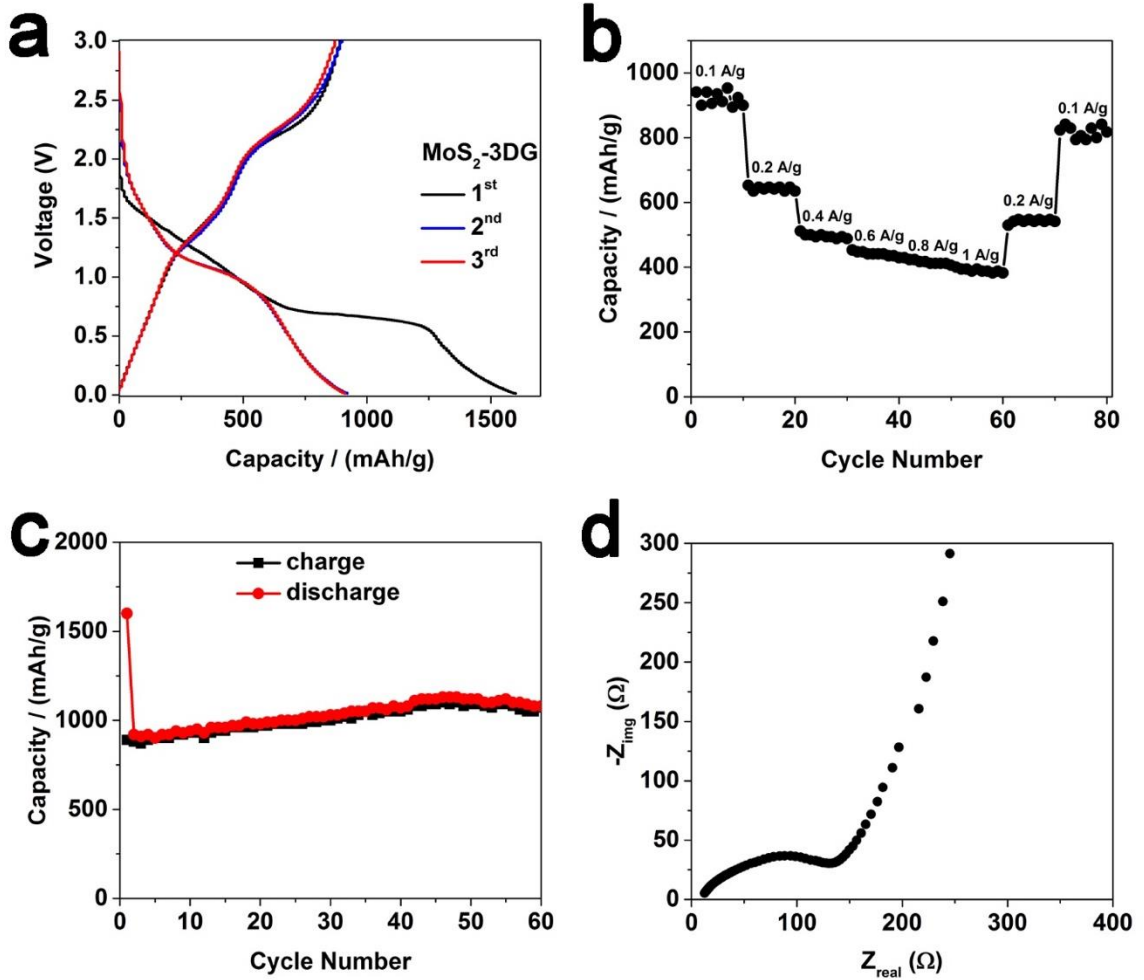 a
3.0
2.5
2.0
1.5
1.0
0.5
0.0
Voltage (V)
MoS₂-3DG
1ˢᵗ
2ⁿᵈ
3ʳᵈ
0 500 1000 1500
Capacity / (mAh/g)
b
1000
800
600
400
200
0
Capacity / (mAh/g)
0.1 A/g
0.2 A/g
0.4 A/g
0.6 A/g
0.8 A/g
1 A/g
0.2 A/g
0.1 A/g
0 20 40 60 80
Cycle Number
c
2000
1500
1000
500
0
Capacity / (mAh/g)
charge
discharge
0 10 20 30 40 50 60
Cycle Number
d
300
250
200
150
100
50
0
-Zimg (Ω)
0 100 200 300 400
Zreal (Ω)